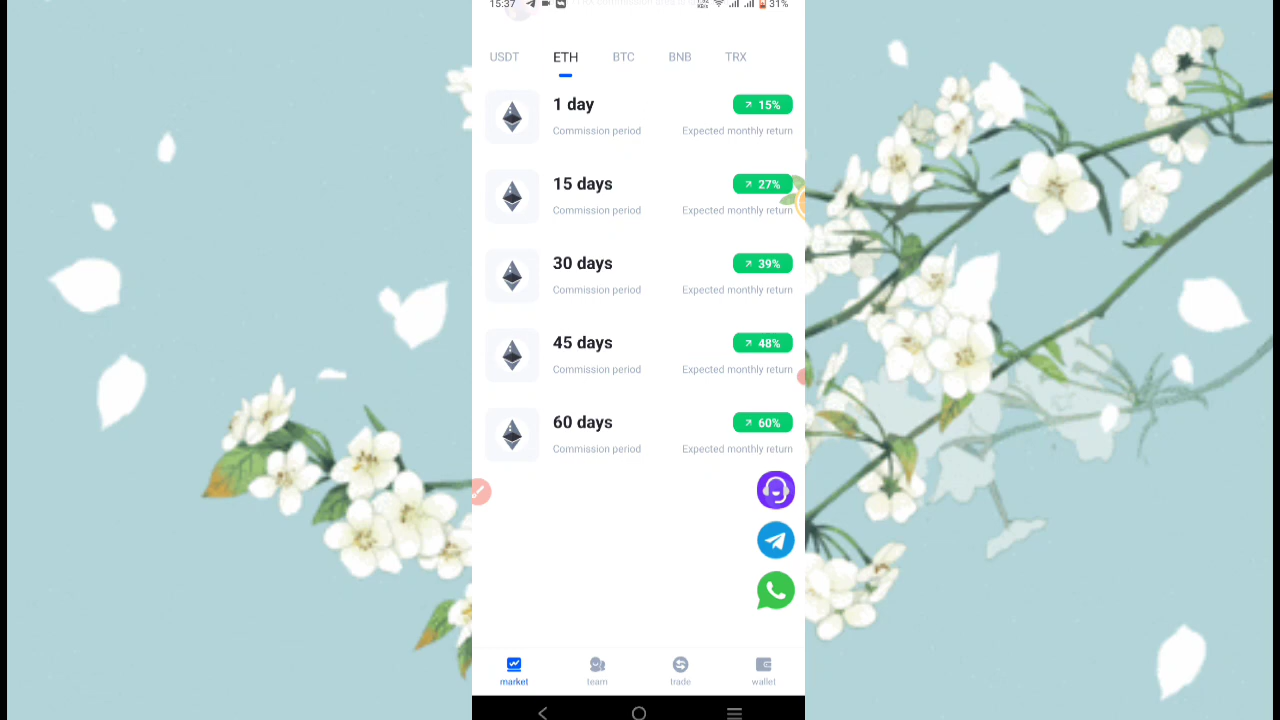 15:37
31%
USDT ETH BTC BNB TRX
1 day 15%
Commission period Expected monthly return
15 days 27%
Commission period Expected monthly return
30 days 39%
Commission period Expected monthly return
45 days 48%
Commission period Expected monthly return
60 days 60%
Commission period Expected monthly return
market team trade wallet